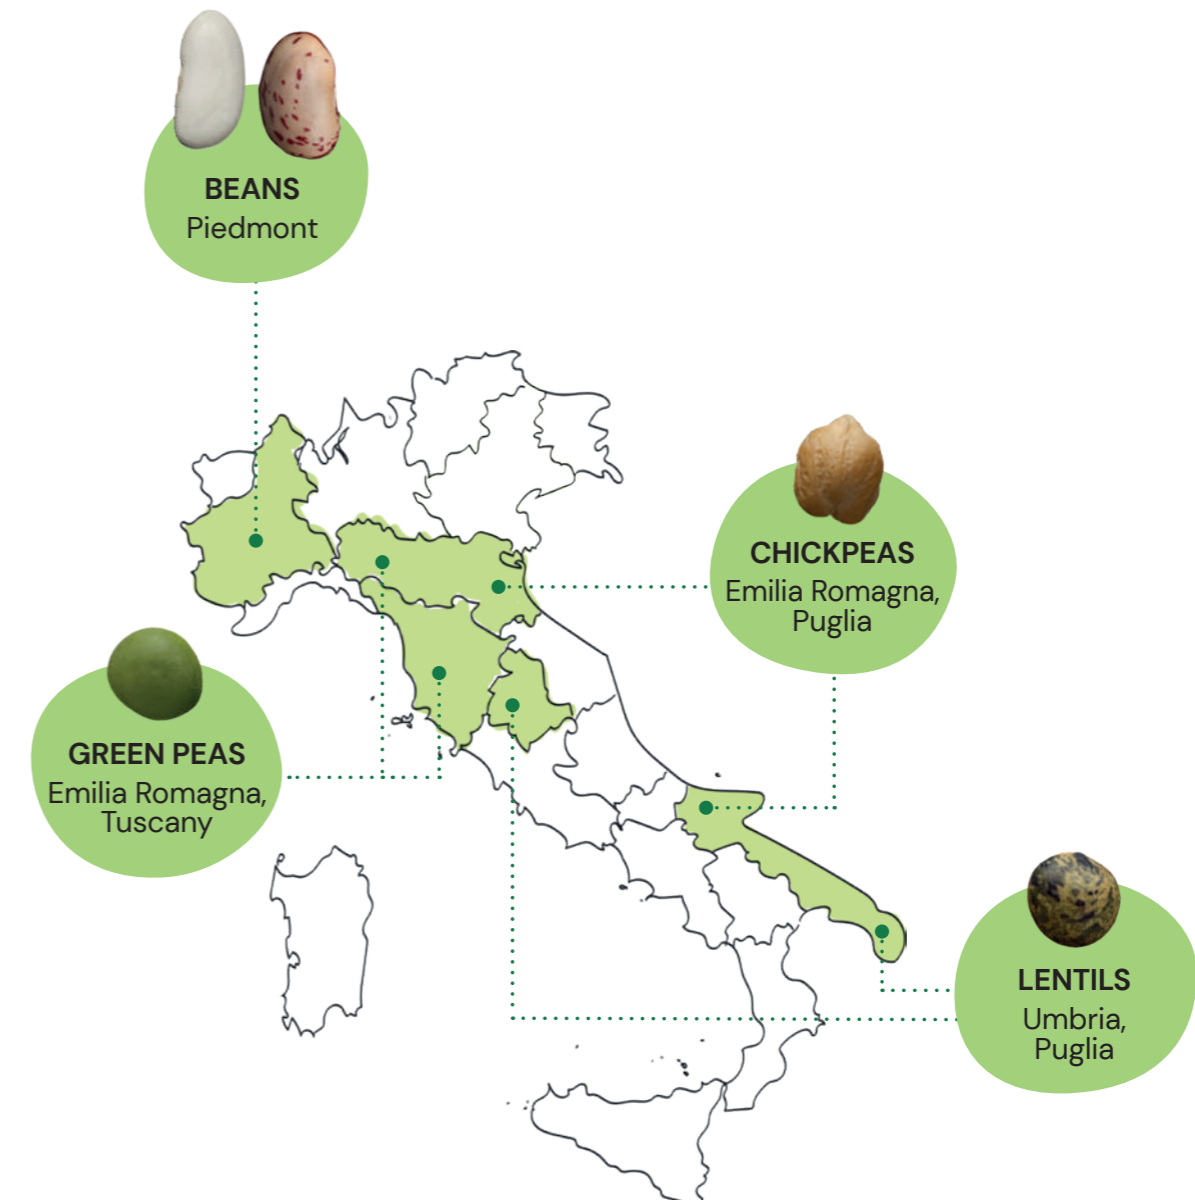 BEANS
Piedmont
CHICKPEAS
Emilia Romagna,
Puglia
GREEN PEAS
Emilia Romagna,
Tuscany
LENTILS
Umbria,
Puglia